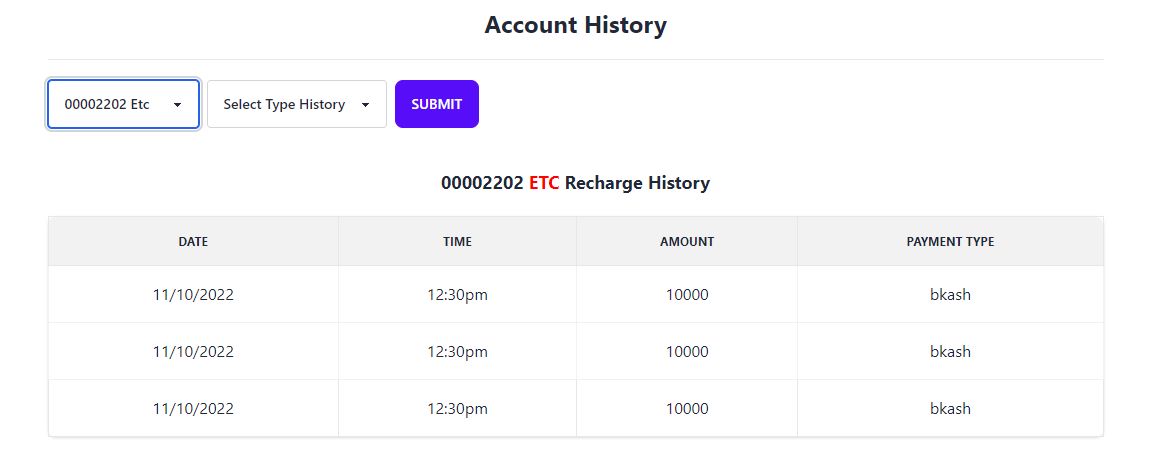 Account History
00002202 Etc Select Type History SUBMIT
00002202 ETC Recharge History
DATE TIME AMOUNT PAYMENT TYPE
11/10/2022 12:30pm 10000 bkash
11/10/2022 12:30pm 10000 bkash
11/10/2022 12:30pm 10000 bkash